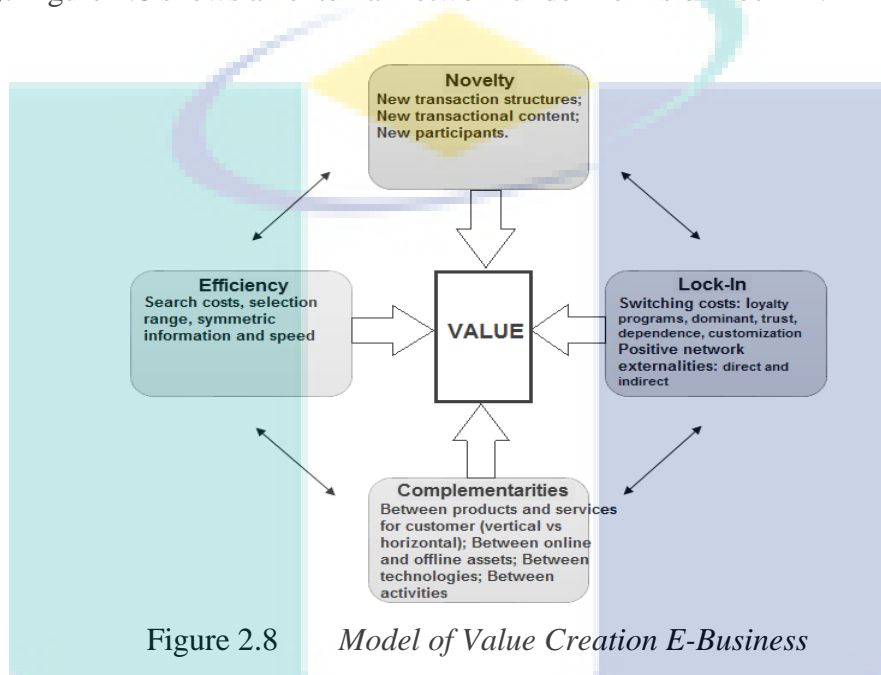 Novelty
New transaction structures;
New transactional content;
New participants.
Efficiency
Search costs, selection
range, symmetric
information and speed
VALUE
Lock-In
Switching costs: loyalty
programs, dominant, trust,
dependence, customization
Positive network
externalities: direct and
indirect
Complementarities
Between products and services
for customer (vertical vs
horizontal); Between online
and offline assets; Between
technologies; Between
activities
Figure 2.8 Model of Value Creation E-Business